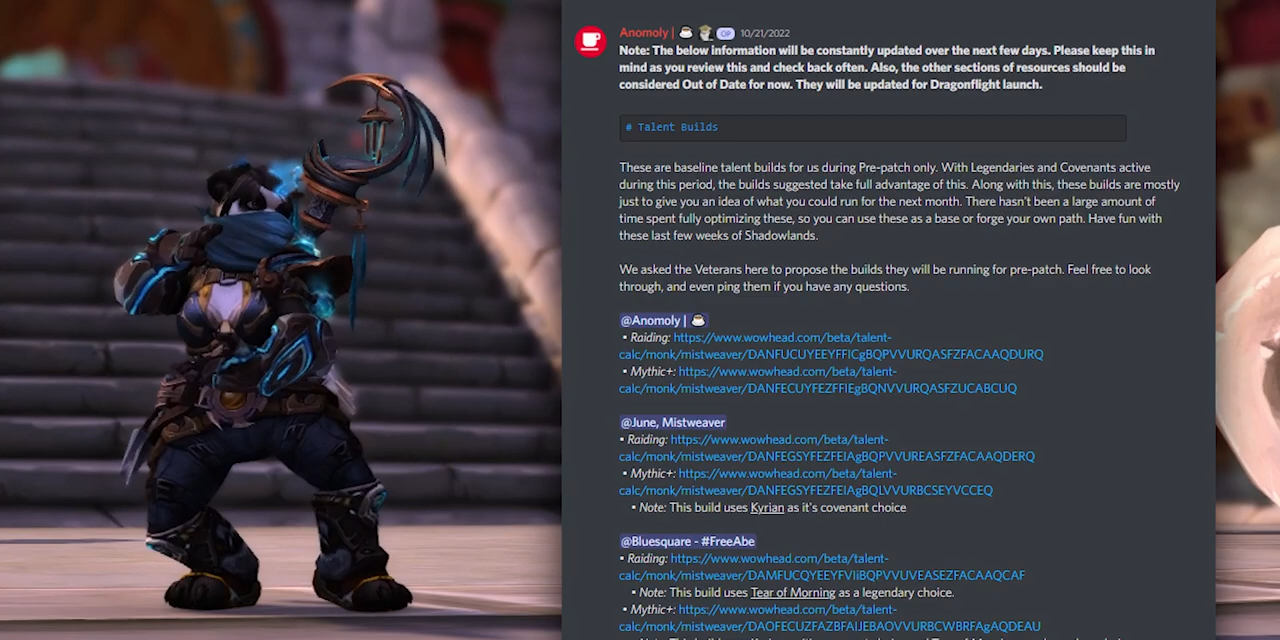 Anomoly | OP 10/21/2022
Note: The below information will be constantly updated over the next few days. Please keep this in
mind as you review this and check back often. Also, the other sections of resources should be
considered Out of Date for now. They will be updated for Dragonflight launch.
# Talent Builds
These are baseline talent builds for us during Pre-patch only. With Legendaries and Covenants active
during this period, the builds suggested take full advantage of this. Along with this, these builds are mostly
just to give you an idea of what you could run for the next month. There hasn't been a large amount of
time spent fully optimizing these, so you can use these as a base or forge your own path. Have fun with
these last few weeks of Shadowlands.
We asked the Veterans here to propose the builds they will be running for pre-patch. Feel free to look
through, and even ping them if you have any questions.
@Anomoly |
• Raiding: https://www.wowhead.com/beta/talent-
calc/monk/mistweaver/DANFUCUYEEYFFICgBQPVVURQASFZFACAAQDURQ
• Mythic+: https://www.wowhead.com/beta/talent-
calc/monk/mistweaver/DANFECUYFEZFFIEgBQNVVURQASFZUCABCUQ
@June, Mistweaver
• Raiding: https://www.wowhead.com/beta/talent-
calc/monk/mistweaver/DANFEGSYFEZFEIAgBQPVVUREASFZFACAAQDERQ
• Mythic+: https://www.wowhead.com/beta/talent-
calc/monk/mistweaver/DANFEGSYFEZFEIAgBQLVVURBCSEYVCCEQ
• Note: This build uses Kyrian as it's covenant choice
@Bluesquare - #FreeAbe
• Raiding: https://www.wowhead.com/beta/talent-
calc/monk/mistweaver/DAMFUCQYEEYFVIiBQPVVUVEASEZFACAAQCAF
• Note: This build uses Tear of Morning as a legendary choice.
• Mythic+: https://www.wowhead.com/beta/talent-
calc/monk/mistweaver/DAOFECUZFAZBFAIJEBAOVVURBCWBRFAgAQDEAU